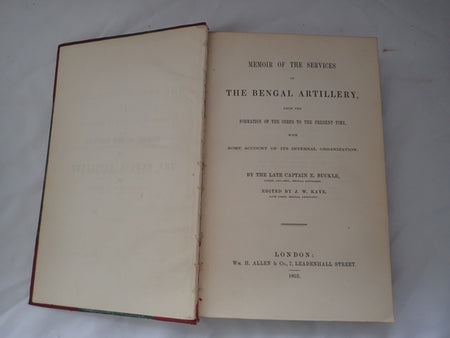 MEMOIR OF THE SERVICES
OF
THE BENGAL ARTILLERY,
FROM THE
FORMATION OF THE CORPS TO THE PRESENT TIME,
WITH
SOME ACCOUNT OF ITS INTERNAL ORGANIZATION.
BY THE LATE CAPTAIN E. BUCKLE,
EDITED BY J. W. KAYE,
LONDON:
WM. H. ALLEN & CO., 7, LEADENHALL STREET.
1852.